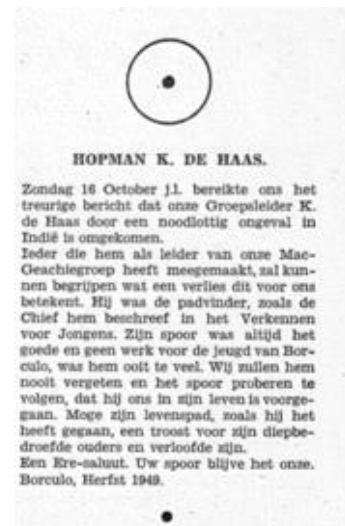 HOPMAN K. DE HAAS.
Zondag 16 October j.l. bereikte ons het
treurige bericht dat onze Groepsleider K.
de Haas door een noodlottig ongeval in
Indië is omgekomen.
Ieder die hem als leider van onze Mac-
Geachiegroep heeft meegemaakt, zal kun-
nen begrijpen wat een verlies dit voor ons
betekent. Hij was de padvinder, zoals de
Chief hem beschreef in het Verkennen
voor Jongens. Zijn spoor was altijd het
goede en geen werk voor de jeugd van Bor-
culo, was hem ooit te veel. Wij zullen hem
nooit vergeten en het spoor proberen te
volgen, dat hij ons in zijn leven is voorge-
gaan. Moge zijn levenspad, zoals hij het
heeft gegaan, een troost voor zijn diepbe-
droefde ouders en verloofde zijn.
Een Ere-saluut. Uw spoor blijve het onze.
Borculo, Herfst 1949.